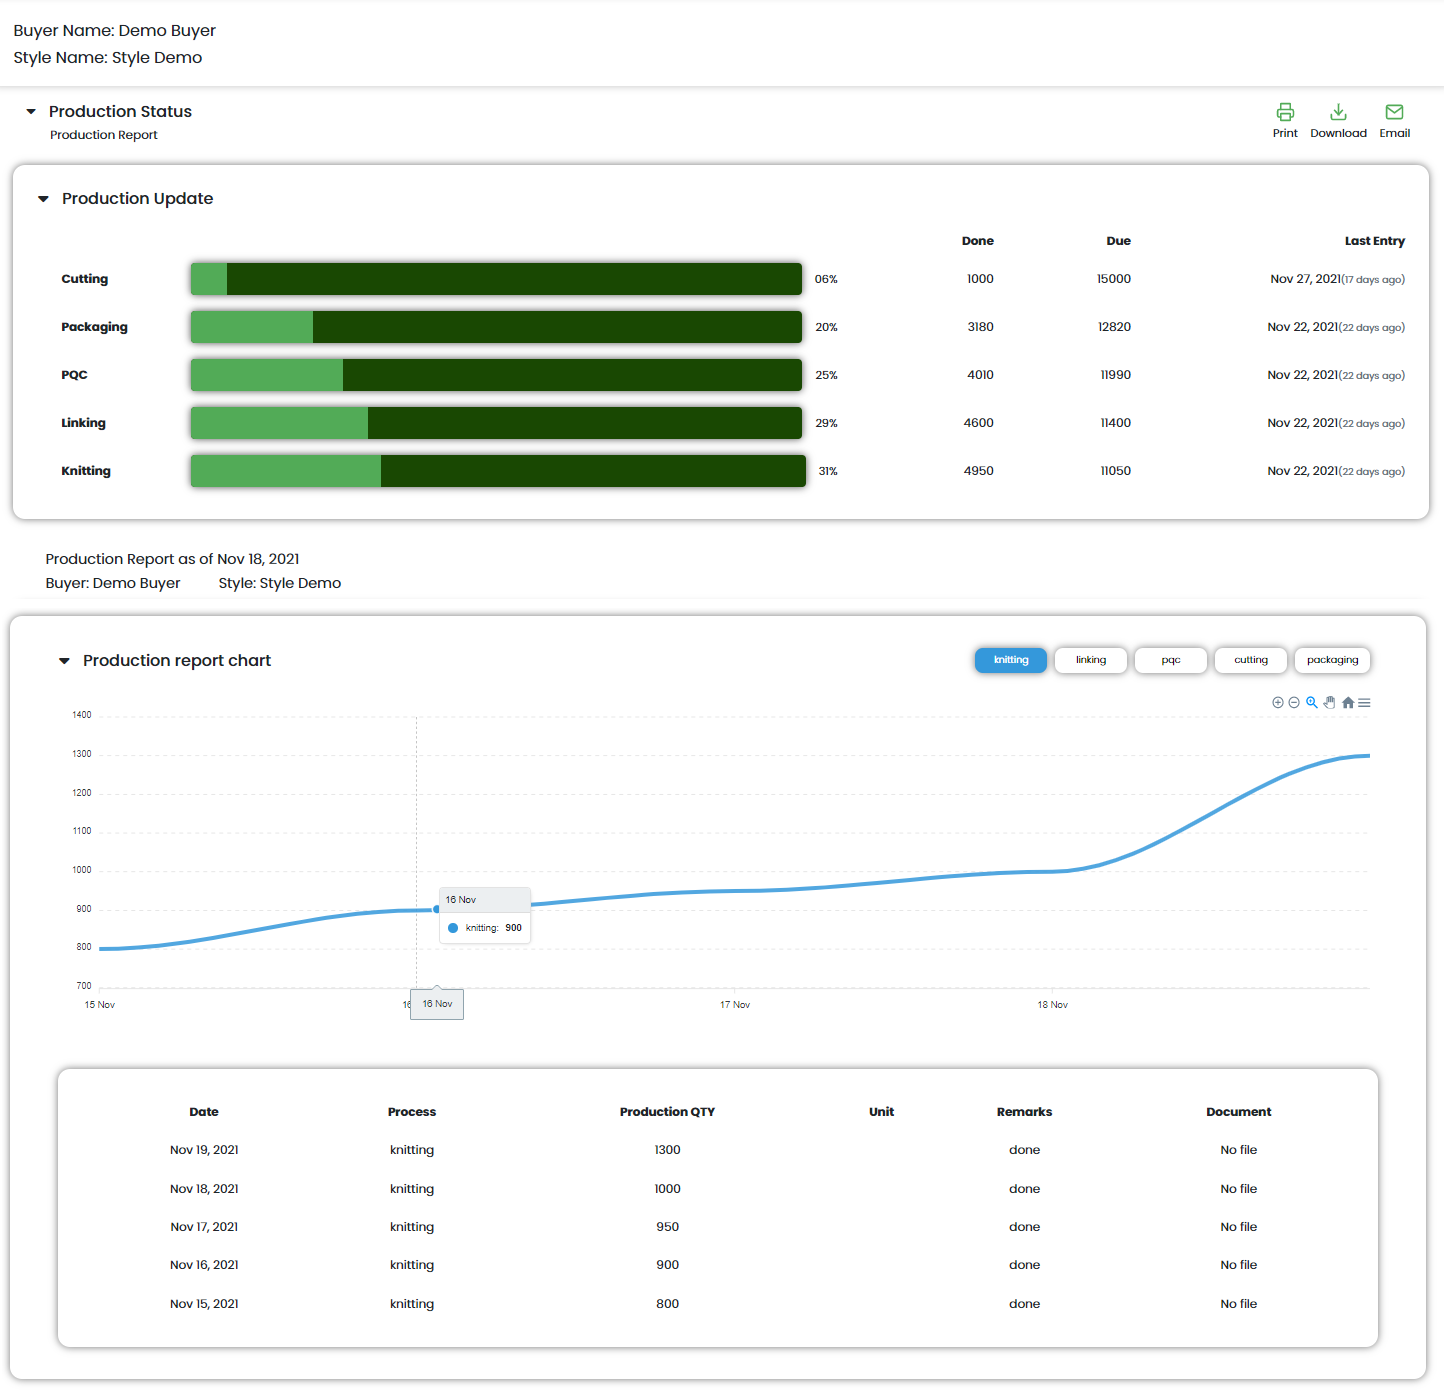 Buyer Name: Demo Buyer
Style Name: Style Demo
Production Status
Production Report
Print Download Email
Production Update
Done Due Last Entry
Cutting 06% 1000 15000 Nov 27, 2021(17 days ago)
Packaging 20% 3180 12820 Nov 22, 2021(22 days ago)
PQC 25% 4010 11990 Nov 22, 2021(22 days ago)
Linking 29% 4600 11400 Nov 22, 2021(22 days ago)
Knitting 31% 4950 11050 Nov 22, 2021(22 days ago)
Production Report as of Nov 18, 2021
Buyer: Demo Buyer Style: Style Demo
Production report chart
knitting linking pqc cutting packaging
1400
1300
1200
1100
1000
900
800
700
16 Nov
knitting: 900
15 Nov 16 16 Nov 17 Nov 18 Nov
Date Process Production QTY Unit Remarks Document
Nov 19, 2021 knitting 1300 done No file
Nov 18, 2021 knitting 1000 done No file
Nov 17, 2021 knitting 950 done No file
Nov 16, 2021 knitting 900 done No file
Nov 15, 2021 knitting 800 done No file